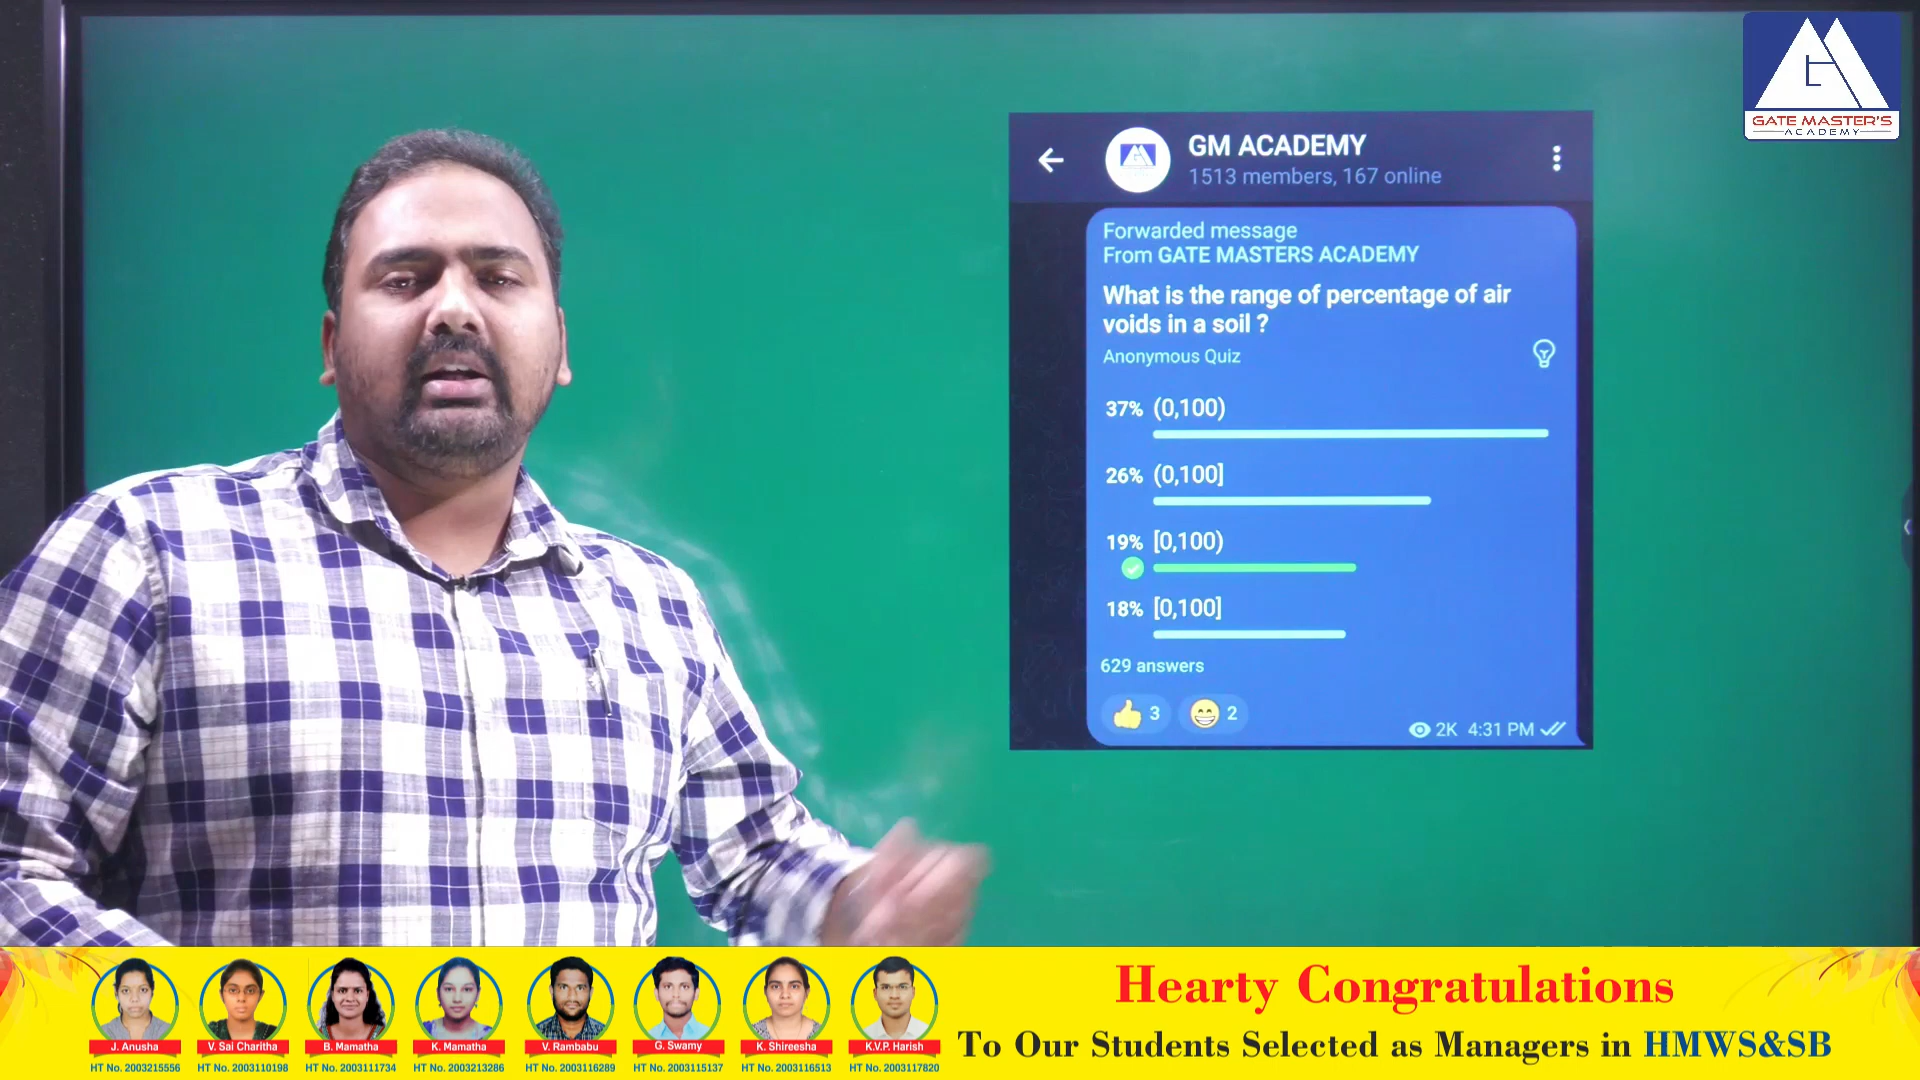 GATE MASTER'S
ACADEMY
GM ACADEMY
1513 members, 167 online
Forwarded message
From GATE MASTERS ACADEMY
What is the range of percentage of air
voids in a soil ?
Anonymous Quiz
37% (0,100)
26% (0,100]
19% [0,100)
18% [0,100]
629 answers
👍 3 😁 2
2K 4:31 PM
J. Anusha
HT No. 2003215556
V. Sai Charitha
HT No. 2003110198
B. Mamatha
HT No. 2003111734
K. Mamatha
HT No. 2003213286
V. Rambabu
HT No. 2003116289
G. Swamy
HT No. 2003115137
K. Shireesha
HT No. 2003116513
K.V.P. Harish
HT No. 2003117820
Hearty Congratulations
To Our Students Selected as Managers in HMWS&SB